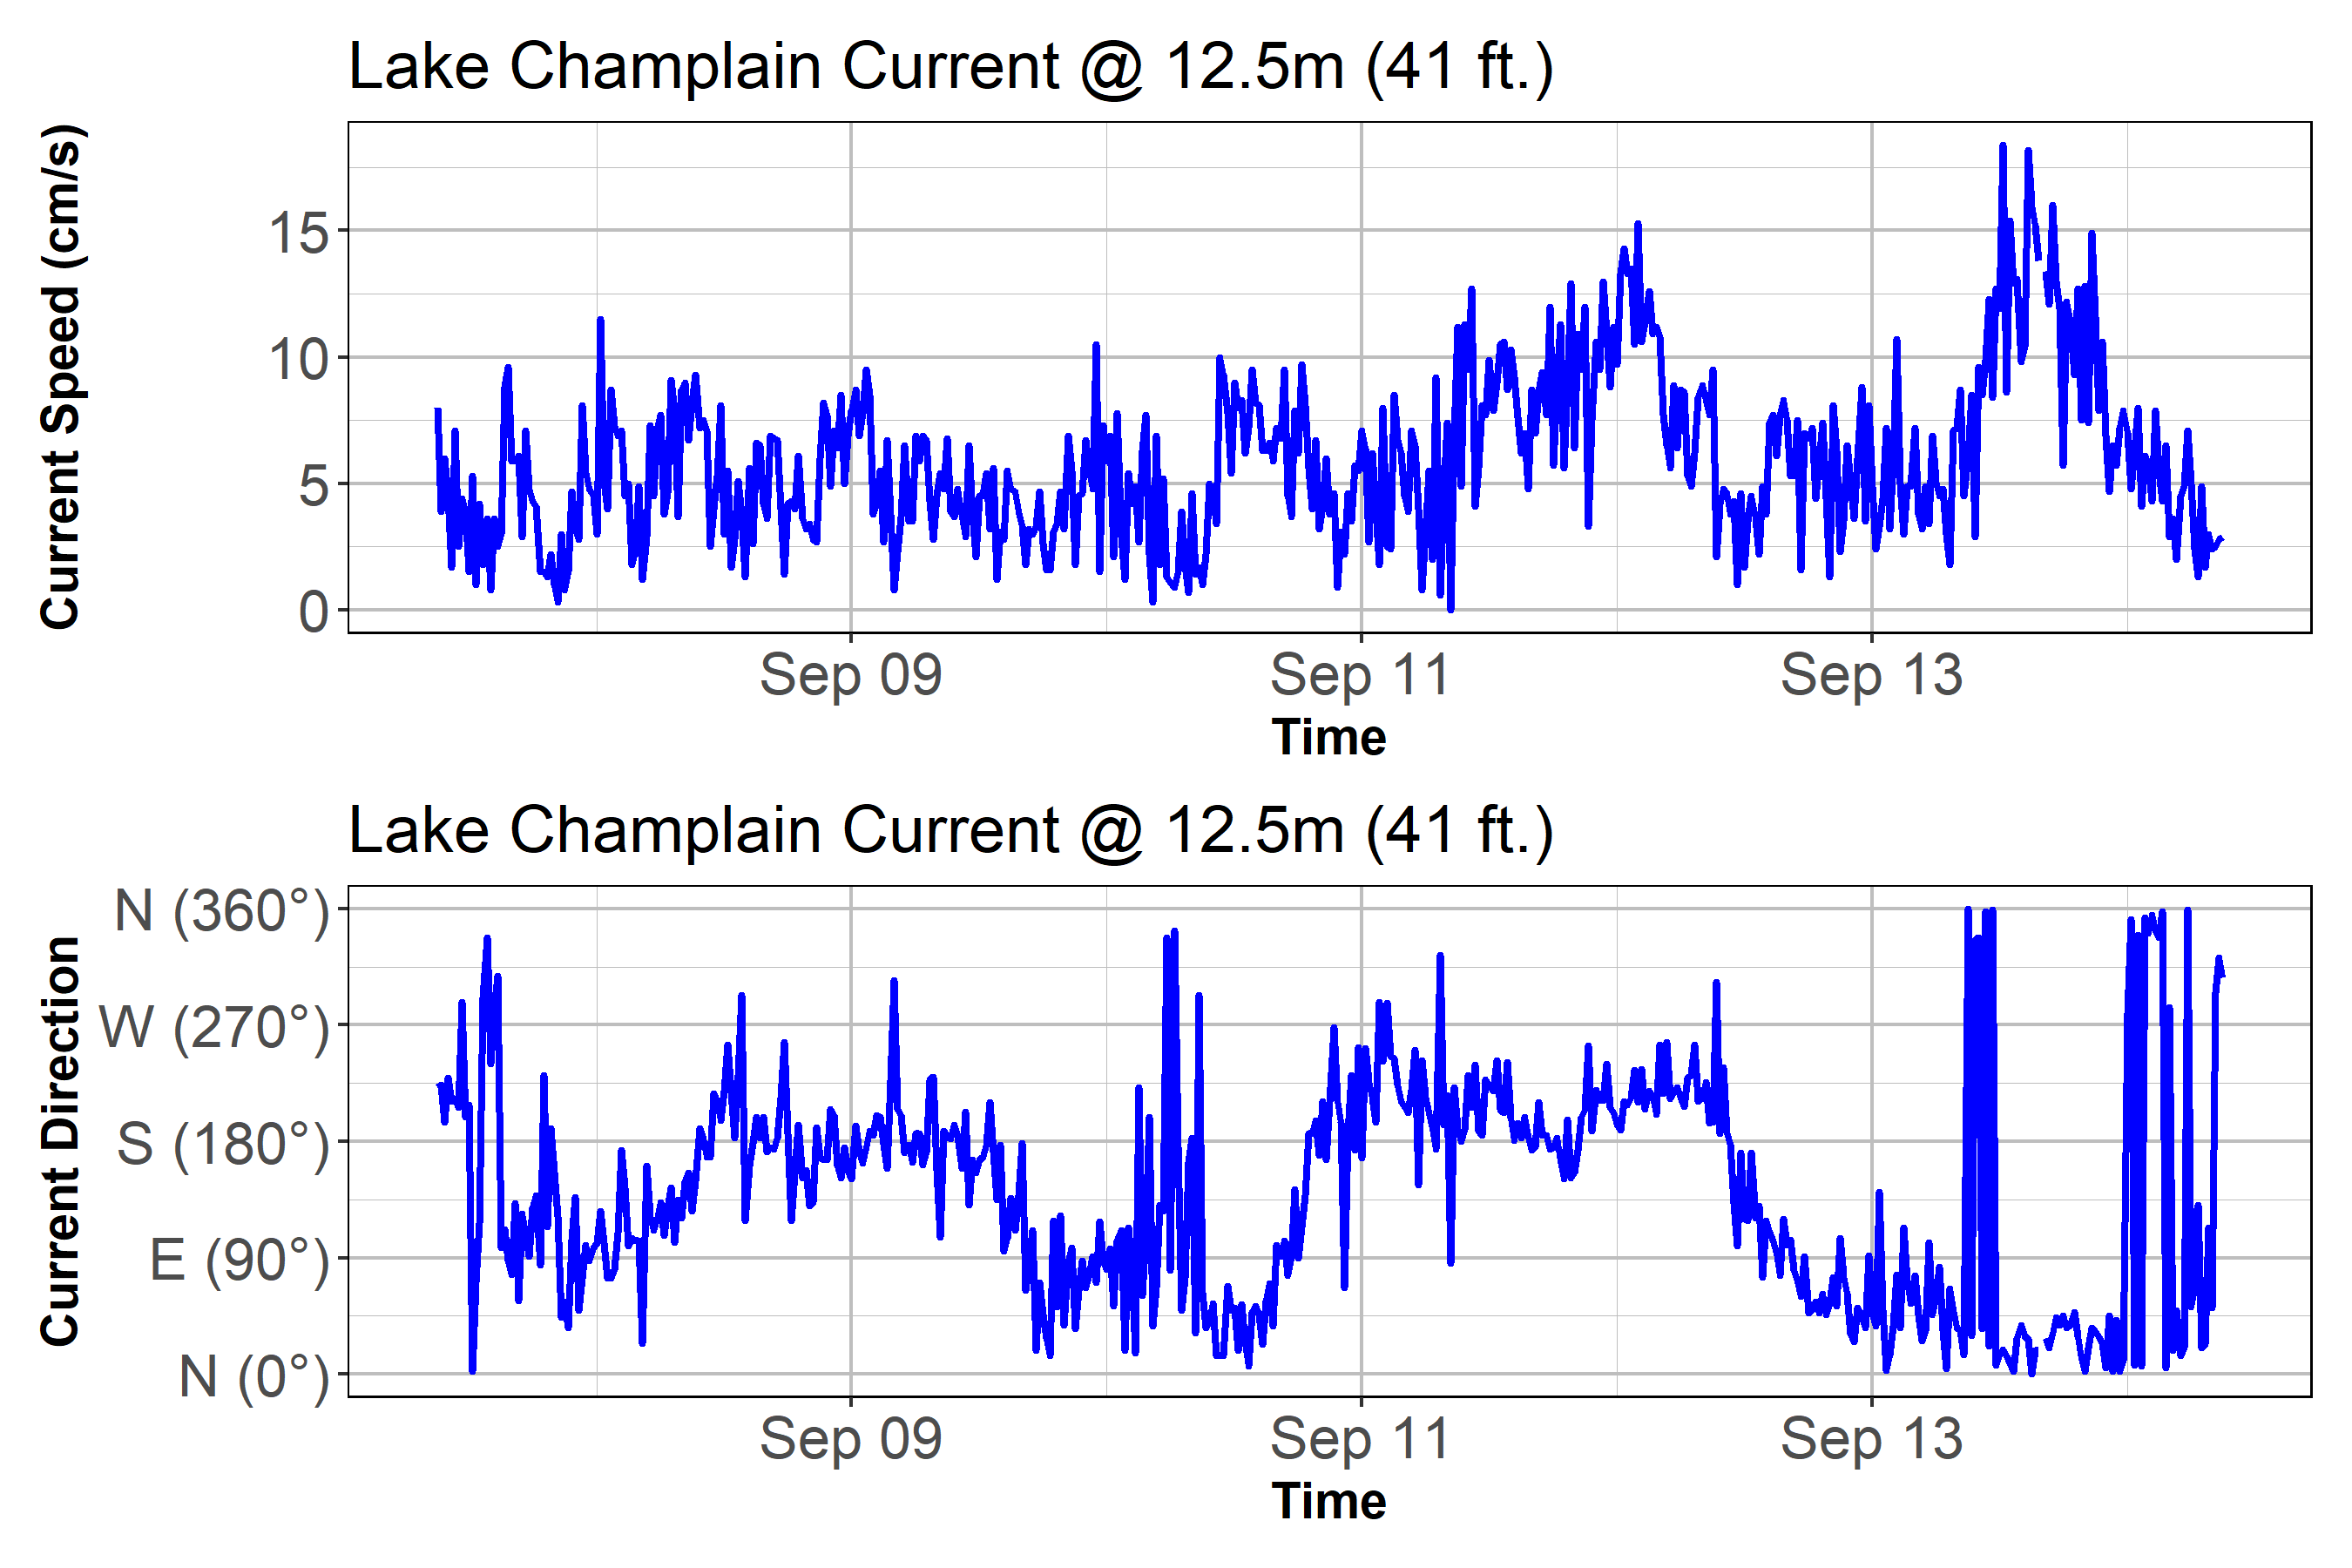 Lake Champlain Current @ 12.5m (41 ft.)
Current Speed (cm/s)
15
10
5
0
Sep 09 Sep 11 Sep 13
Time
Lake Champlain Current @ 12.5m (41 ft.)
Current Direction
N (360°)
W (270°)
S (180°)
E (90°)
N (0°)
Sep 09 Sep 11 Sep 13
Time